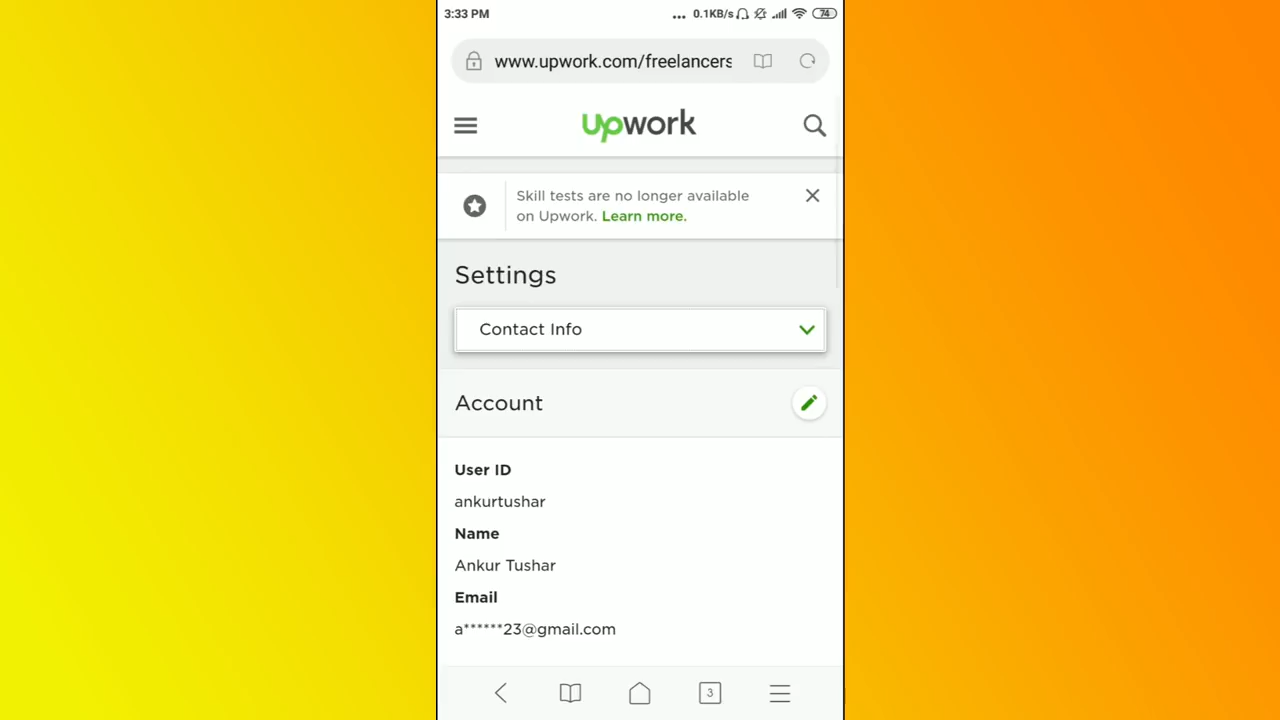 3:33 PM ... 0.1KB/s 74
www.upwork.com/freelancers
upwork
Skill tests are no longer available
on Upwork. Learn more.
Settings
Contact Info
Account
User ID
ankurtushar
Name
Ankur Tushar
Email
a******23@gmail.com
3